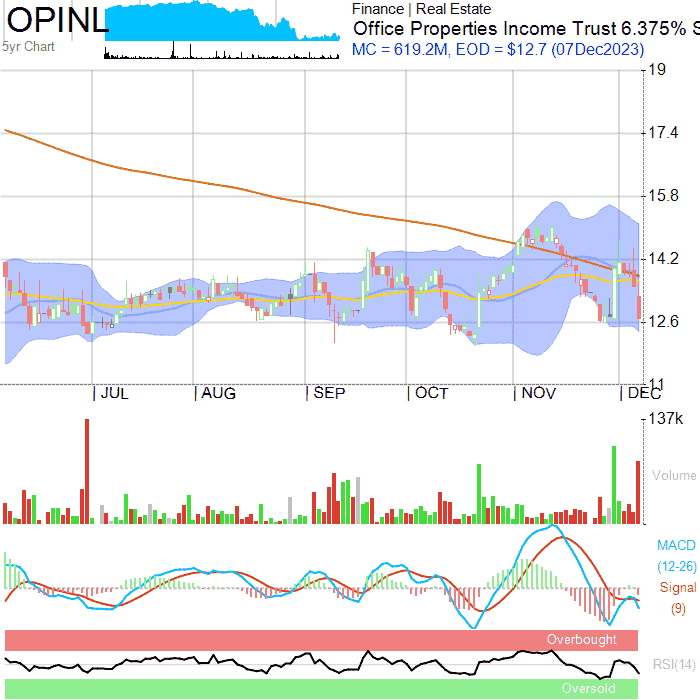 OPINL
5yr Chart
Finance | Real Estate
Office Properties Income Trust 6.375% S
MC = 619.2M, EOD = $12.7 (07Dec2023)
19
17.4
15.8
14.2
12.6
11
JUL AUG SEP OCT NOV DEC
137k
Volume
MACD
(12-26)
Signal
(9)
Overbought
RSI(14)
Oversold